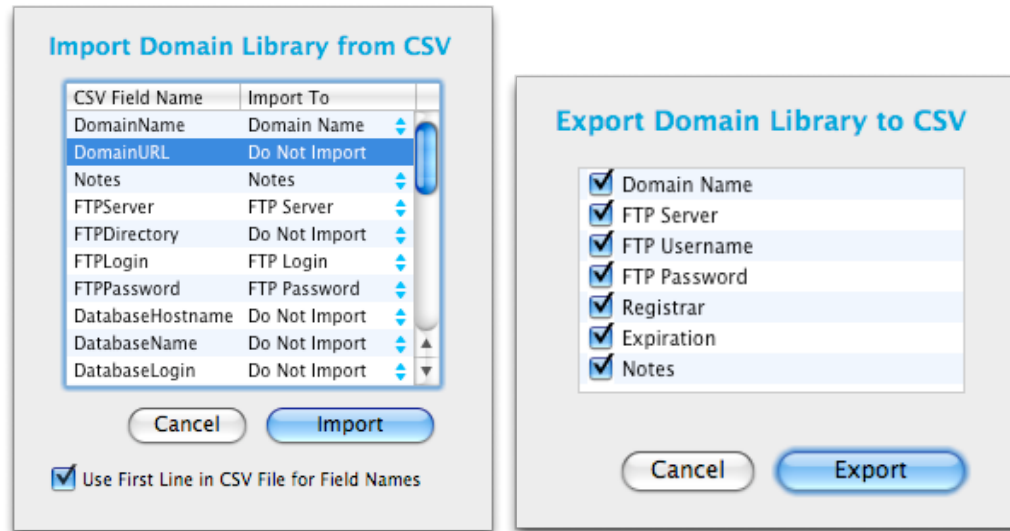 Import Domain Library from CSV
CSV Field Name Import To
DomainName Domain Name
DomainURL Do Not Import
Notes Notes
FTPServer FTP Server
FTPDirectory Do Not Import
FTPLogin FTP Login
FTPPassword FTP Password
DatabaseHostname Do Not Import
DatabaseName Do Not Import
DatabaseLogin Do Not Import
Cancel Import
Use First Line in CSV File for Field Names
Export Domain Library to CSV
Domain Name
FTP Server
FTP Username
FTP Password
Registrar
Expiration
Notes
Cancel Export